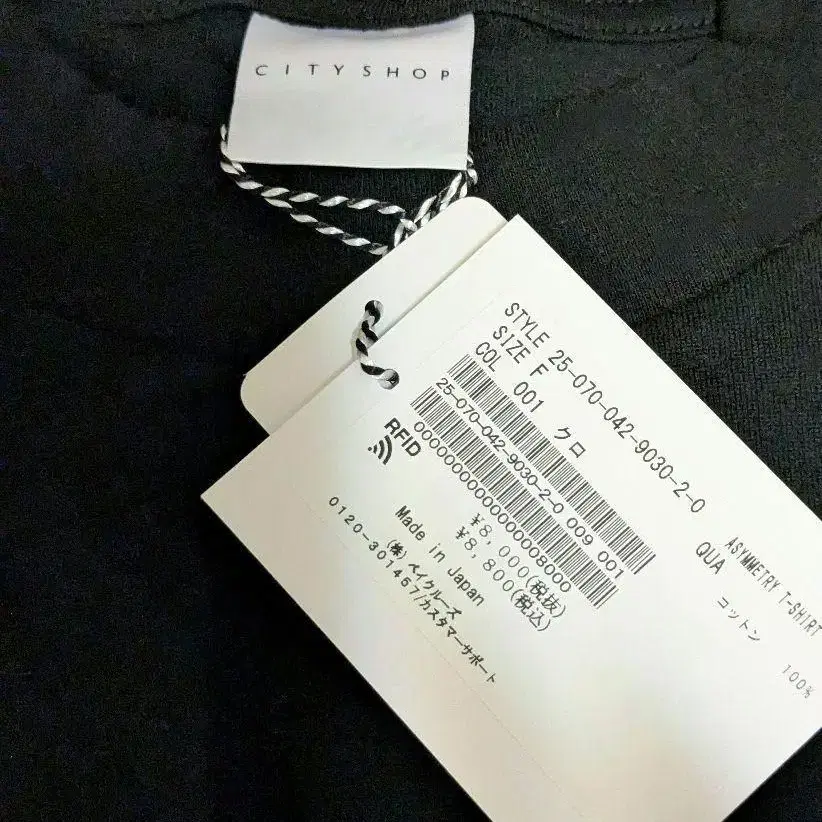 CITYSHOP
STYLE 25-070-042-9030-2-0
SIZE F
COL 001 クロ
25-070-042-9030-2-0 009 001
0000000000000008000
RFID
¥8,000(税抜)
¥8,800(税込)
Made in Japan
(株)ベイクルーズ
0120-301457/カスタマーサポート
ASYMMETRY T-SHIRT
QUA
コットン 100%